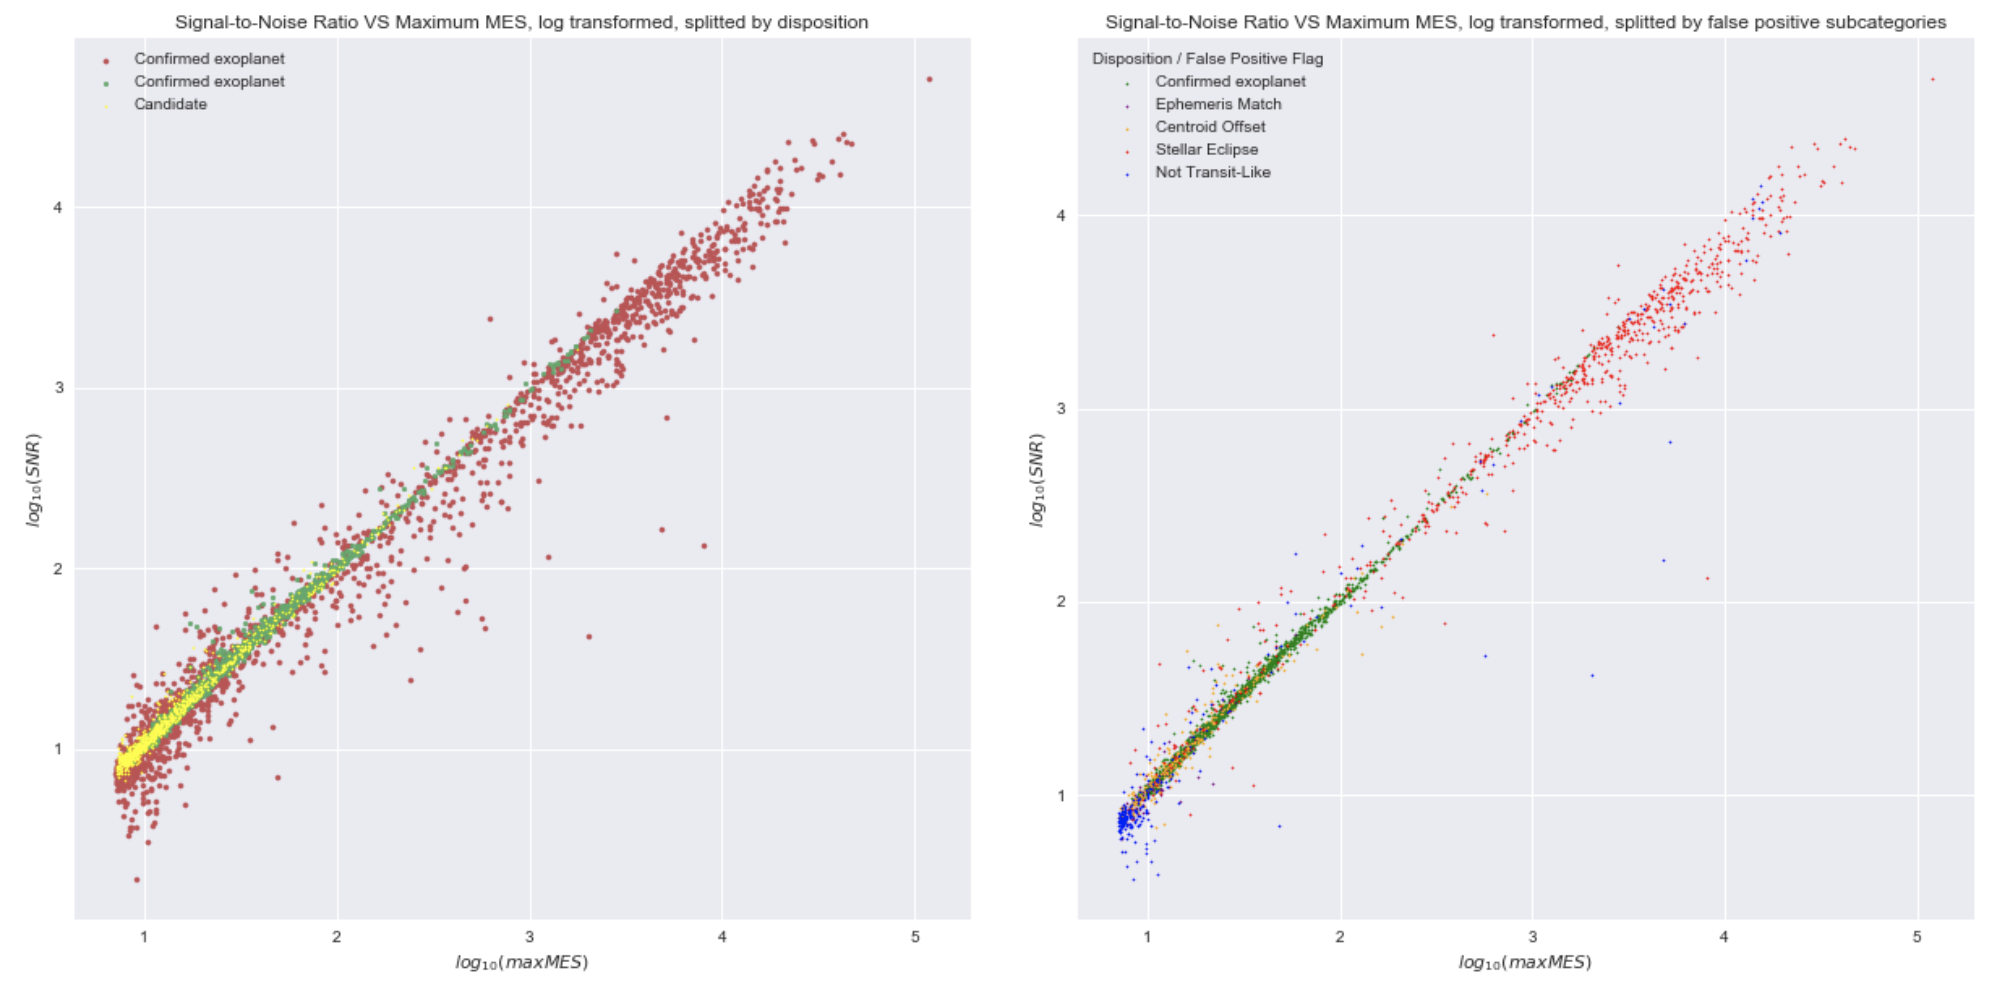 Signal-to-Noise Ratio VS Maximum MES, log transformed, splitted by disposition
Confirmed exoplanet
Confirmed exoplanet
Candidate
4
3
2
1
log₁₀(SNR)
1 2 3 4 5
log₁₀(maxMES)
Signal-to-Noise Ratio VS Maximum MES, log transformed, splitted by false positive subcategories
Disposition / False Positive Flag
Confirmed exoplanet
Ephemeris Match
Centroid Offset
Stellar Eclipse
Not Transit-Like
4
3
2
1
log₁₀(SNR)
1 2 3 4 5
log₁₀(maxMES)